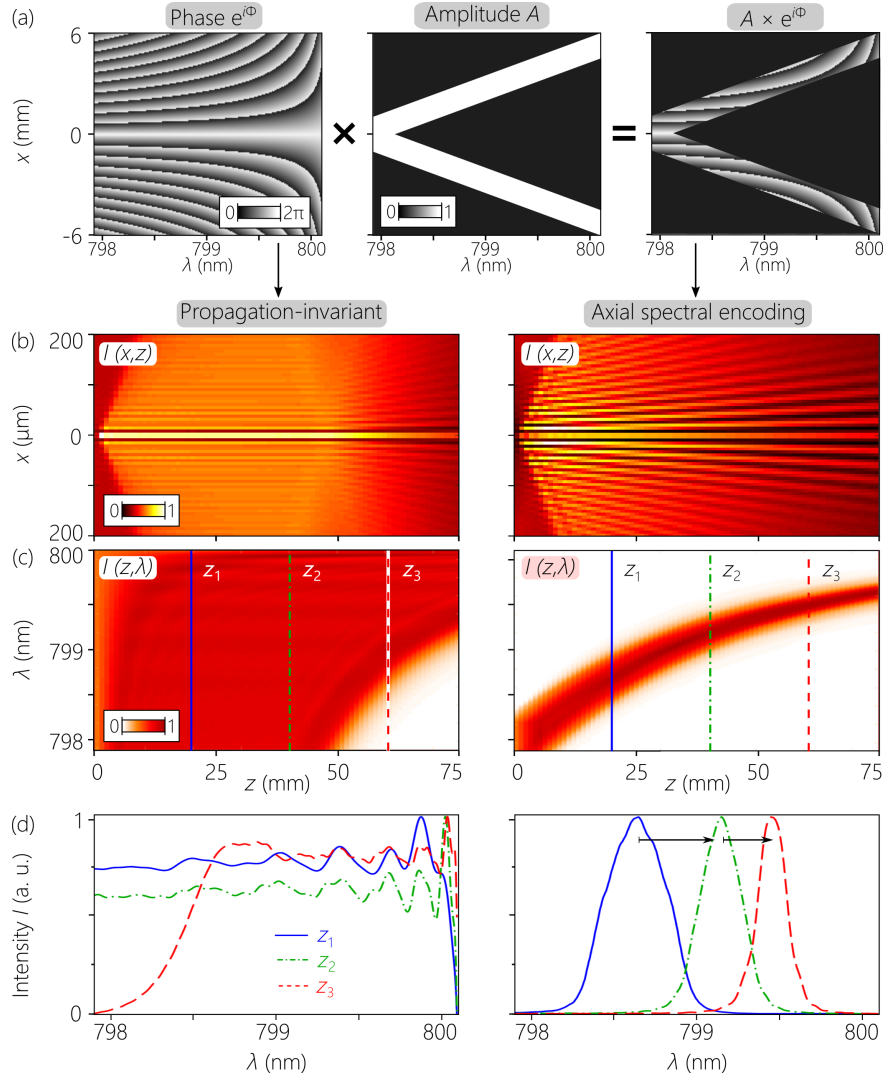 (a)
Phase e^iΦ
Amplitude A
A × e^iΦ
6
x (mm)
0
-6
0 2π
×
0 1
=
798 799 800
798 799 800
798 799 800
λ (nm)
λ (nm)
λ (nm)
Propagation-invariant
Axial spectral encoding
(b)
200
I (x,z)
I (x,z)
x (µm)
0
0 1
200
(c)
800
I (z,λ)
z1
z2
z3
I (z,λ)
z1
z2
z3
λ (nm)
799
0 1
798
0 25 50 75
0 25 50 75
z (mm)
z (mm)
(d)
1
Intensity I (a. u.)
z1
z2
z3
0
798 799 800
798 799 800
λ (nm)
λ (nm)